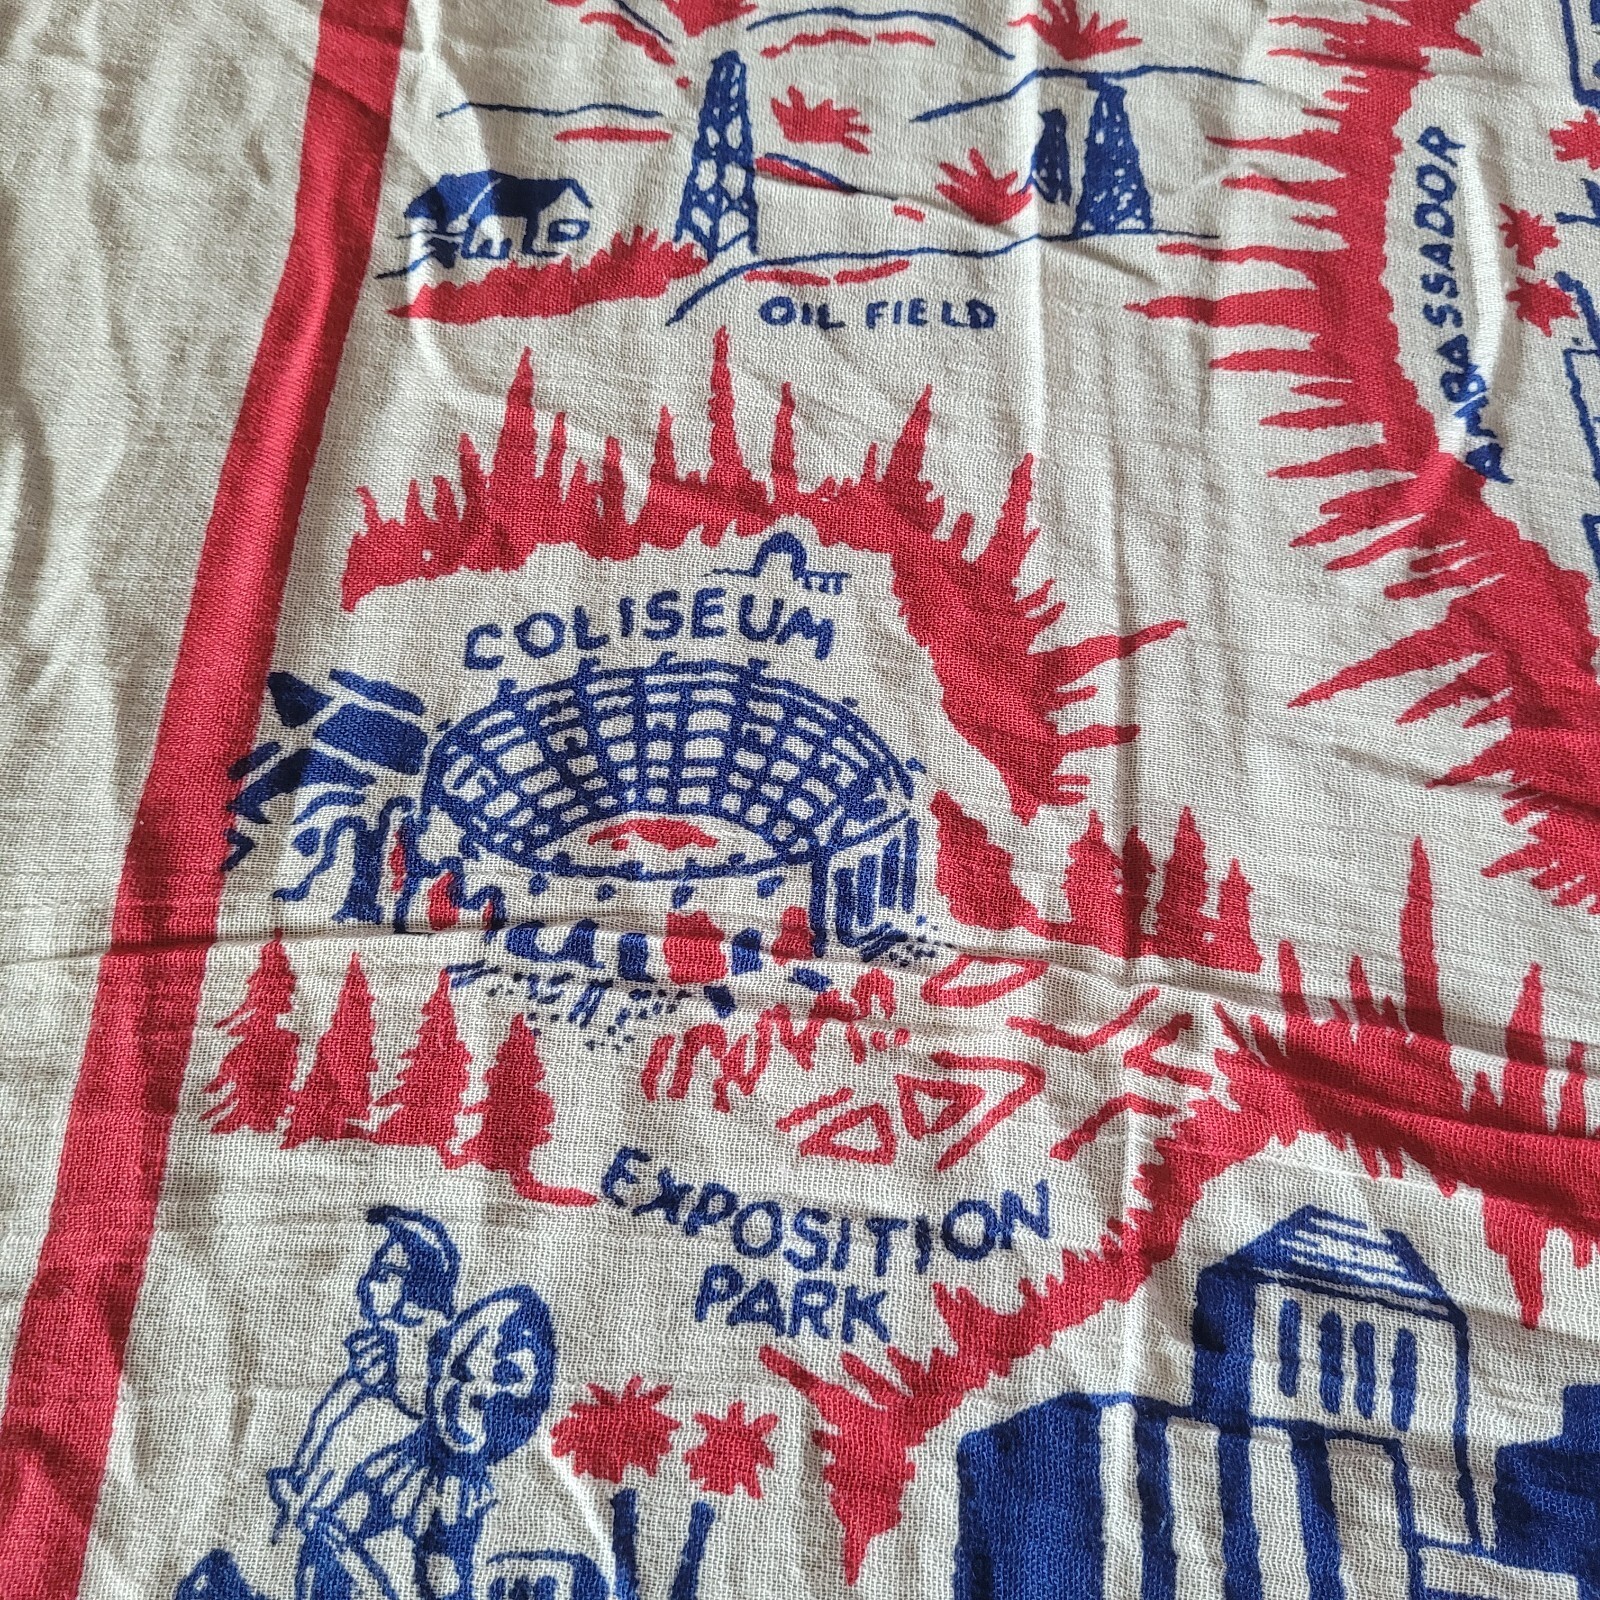 OIL FIELD
AMBASSADOR
COLISEUM
EXPOSITION
PARK